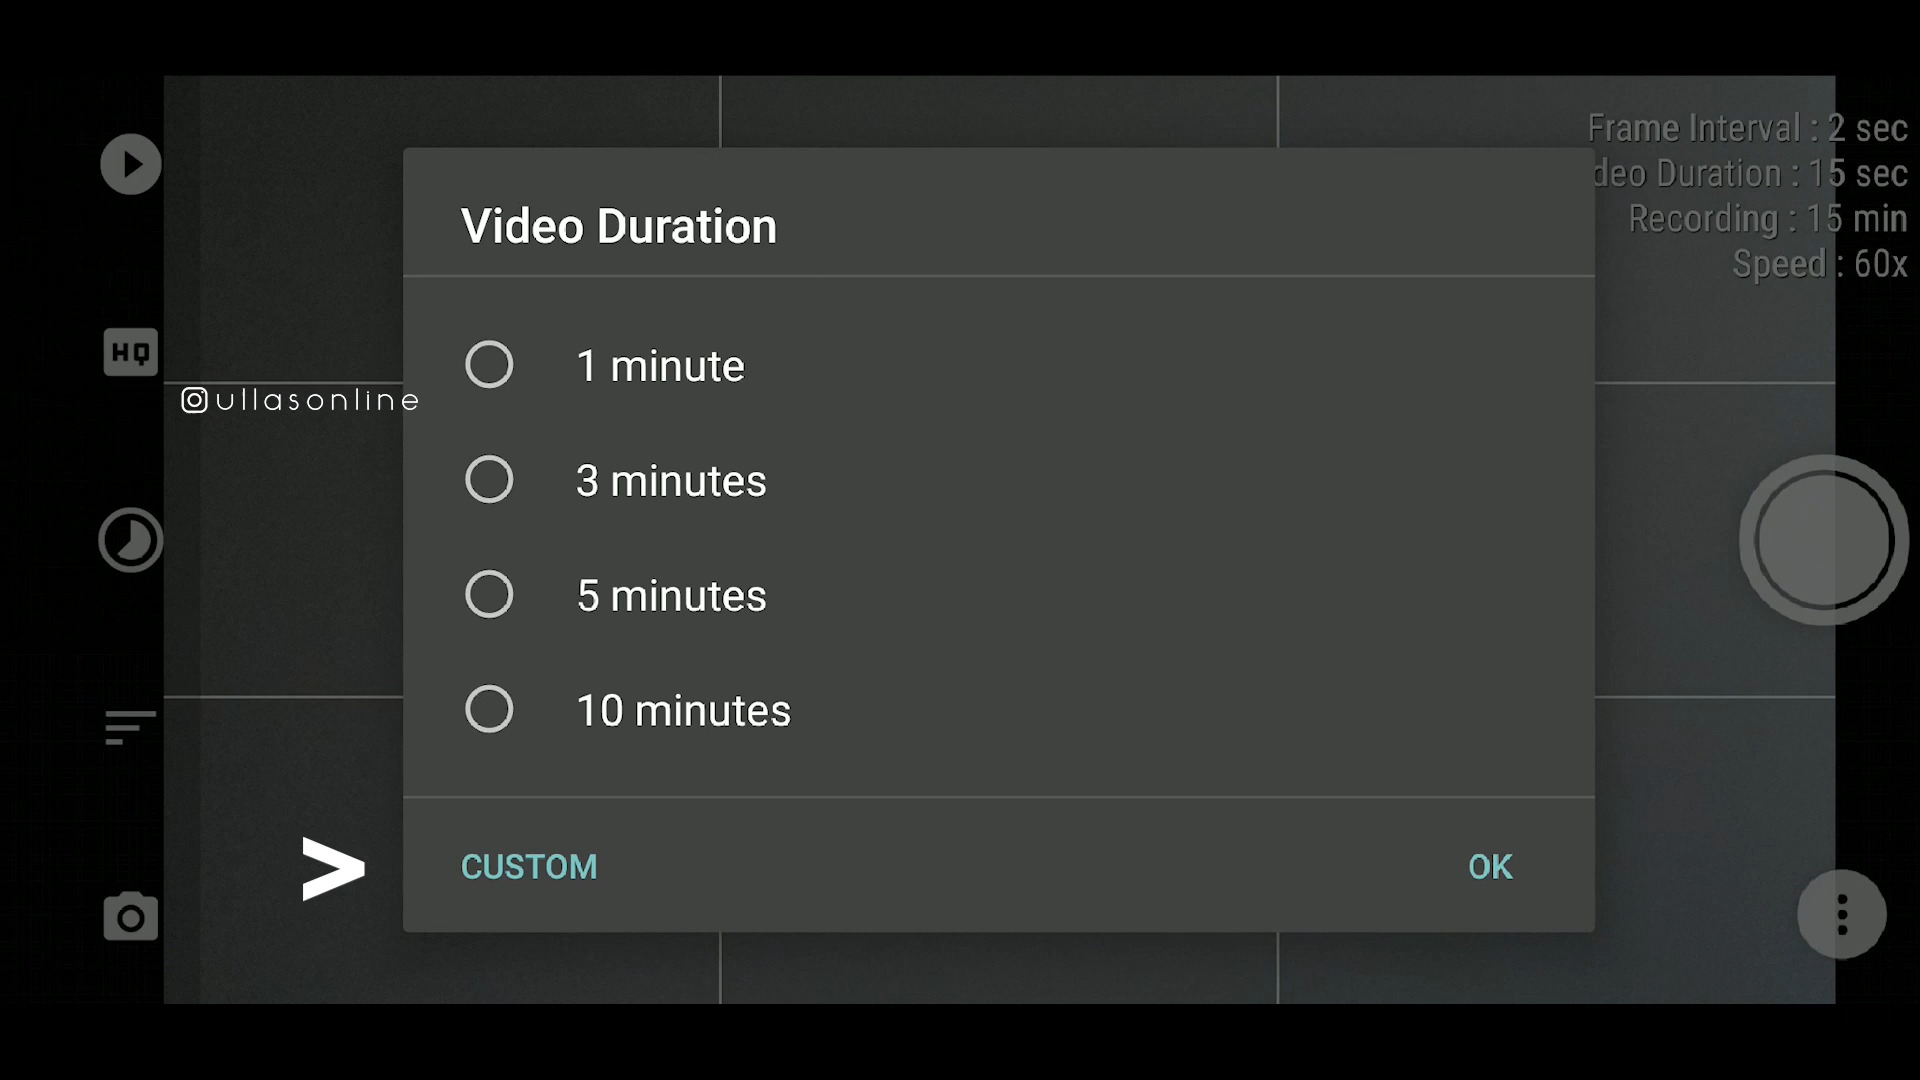 Frame Interval : 2 sec
deo Duration : 15 sec
Recording : 15 min
Speed : 60x
Video Duration
HQ
1 minute
ullasonline
3 minutes
5 minutes
10 minutes
>
CUSTOM
OK